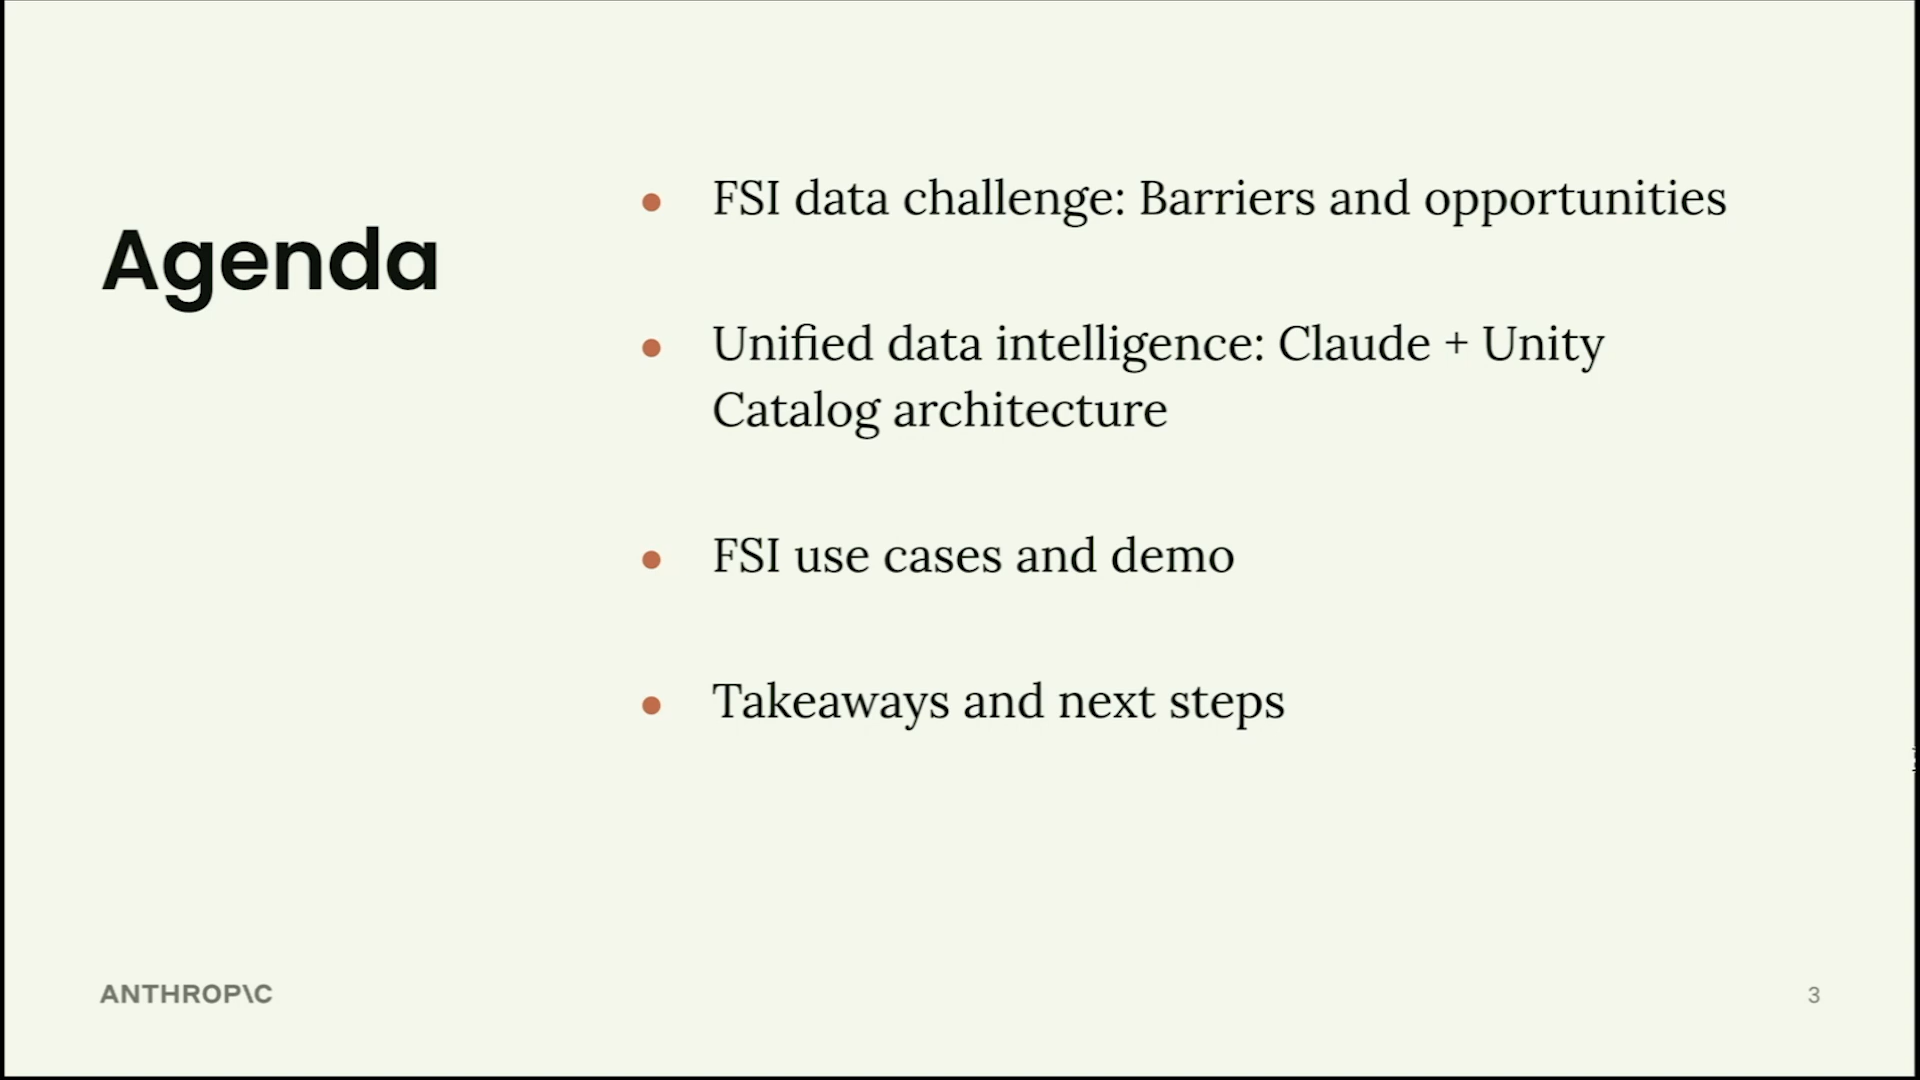 Agenda
FSI data challenge: Barriers and opportunities
Unified data intelligence: Claude + Unity
Catalog architecture
FSI use cases and demo
Takeaways and next steps
ANTHROP\C
3